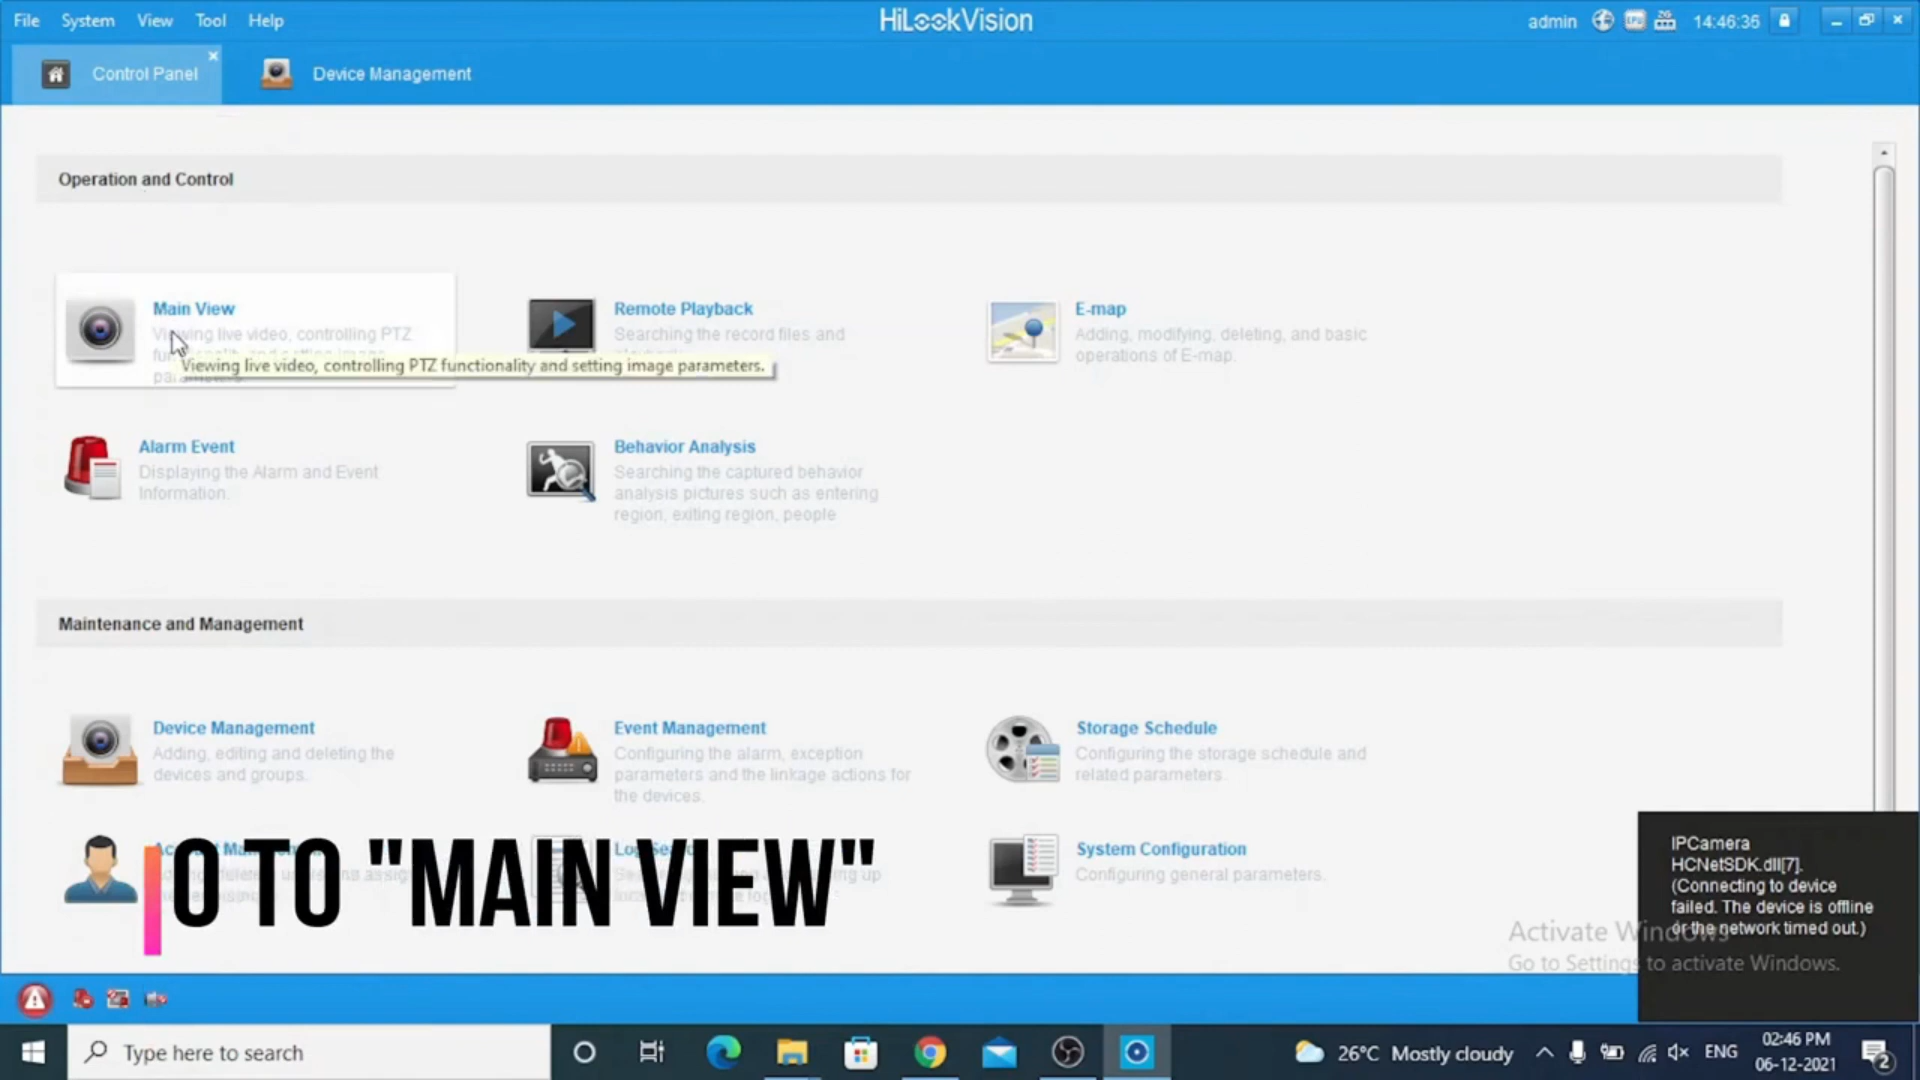 File System View Tool Help
HiLookVision
admin 14:46:35
Control Panel
Device Management
Operation and Control
Main View
Viewing live video, controlling PTZ
Viewing live video, controlling PTZ functionality and setting image parameters.
Remote Playback
Searching the record files and
E-map
Adding, modifying, deleting, and basic
operations of E-map.
Alarm Event
Displaying the Alarm and Event
Information.
Behavior Analysis
Searching the captured behavior
analysis pictures such as entering
region, exiting region, people
Maintenance and Management
Device Management
Adding, editing and deleting the
devices and groups.
Event Management
Configuring the alarm, exception
parameters and the linkage actions for
the devices.
Storage Schedule
Configuring the storage schedule and
related parameters.
O TO "MAIN VIEW"
System Configuration
Configuring general parameters.
IPCamera
HCNetSDK.dll[7].
(Connecting to device
failed. The device is offline
or the network timed out.)
Activate Windows
Go to Settings to activate Windows.
Type here to search
26°C Mostly cloudy
ENG
02:46 PM
06-12-2021
2